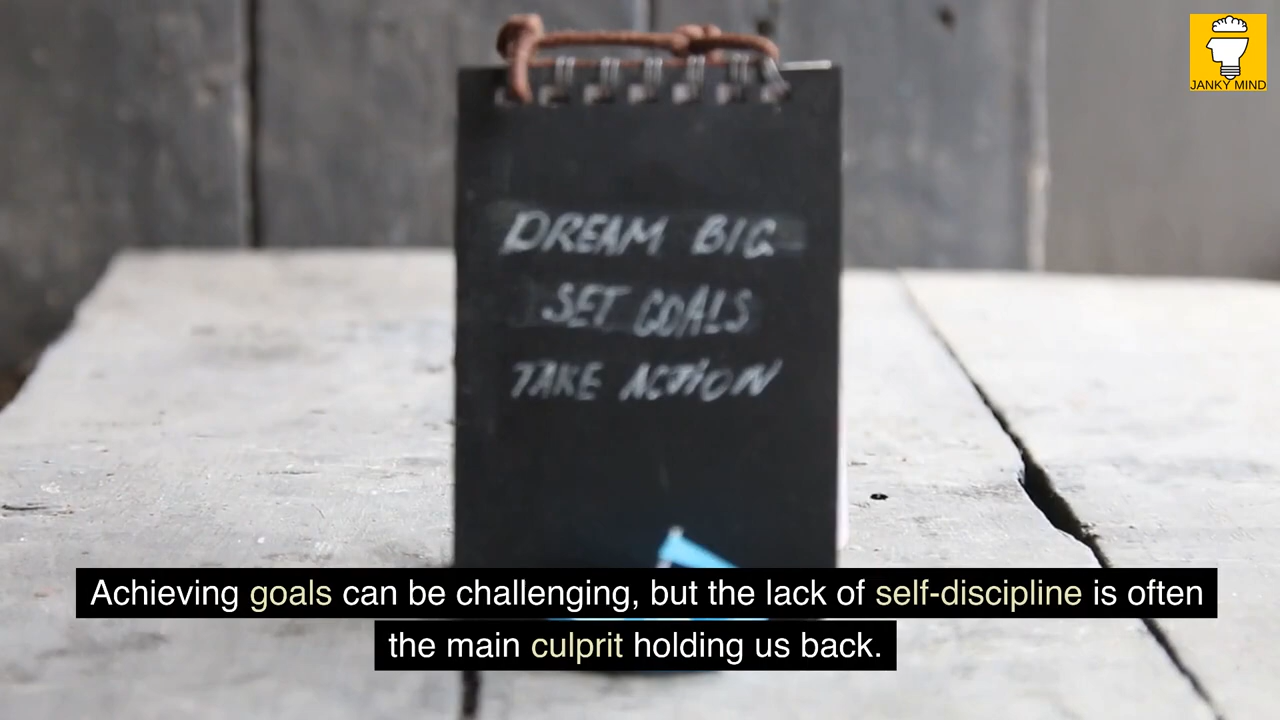 JANKY MIND
DREAM BIG
SET GOALS
TAKE ACTION
Achieving goals can be challenging, but the lack of self-discipline is often
the main culprit holding us back.